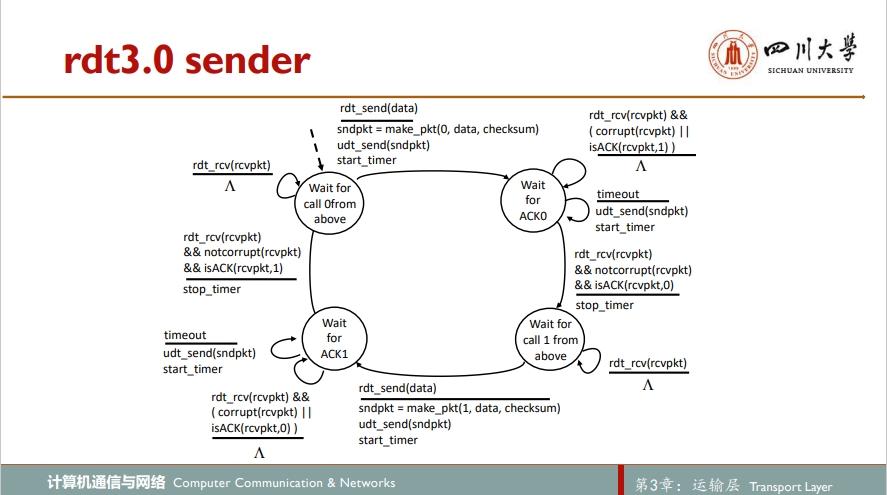 rdt3.0 sender
四川大學
SICHUAN UNIVERSITY
rdt_send(data)
sndpkt = make_pkt(0, data, checksum)
udt_send(sndpkt)
start_timer
rdt_rcv(rcvpkt) &&
( corrupt(rcvpkt) ||
isACK(rcvpkt,1) )
Λ
rdt_rcv(rcvpkt)
Λ
Wait for
call 0from
above
Wait
for
ACK0
timeout
udt_send(sndpkt)
start_timer
rdt_rcv(rcvpkt)
&& notcorrupt(rcvpkt)
&& isACK(rcvpkt,1)
stop_timer
rdt_rcv(rcvpkt)
&& notcorrupt(rcvpkt)
&& isACK(rcvpkt,0)
stop_timer
Wait
for
ACK1
Wait for
call 1 from
above
timeout
udt_send(sndpkt)
start_timer
rdt_rcv(rcvpkt)
Λ
rdt_rcv(rcvpkt) &&
( corrupt(rcvpkt) ||
isACK(rcvpkt,0) )
Λ
rdt_send(data)
sndpkt = make_pkt(1, data, checksum)
udt_send(sndpkt)
start_timer
计算机通信与网络 Computer Communication & Networks
第3章：运输层 Transport Layer